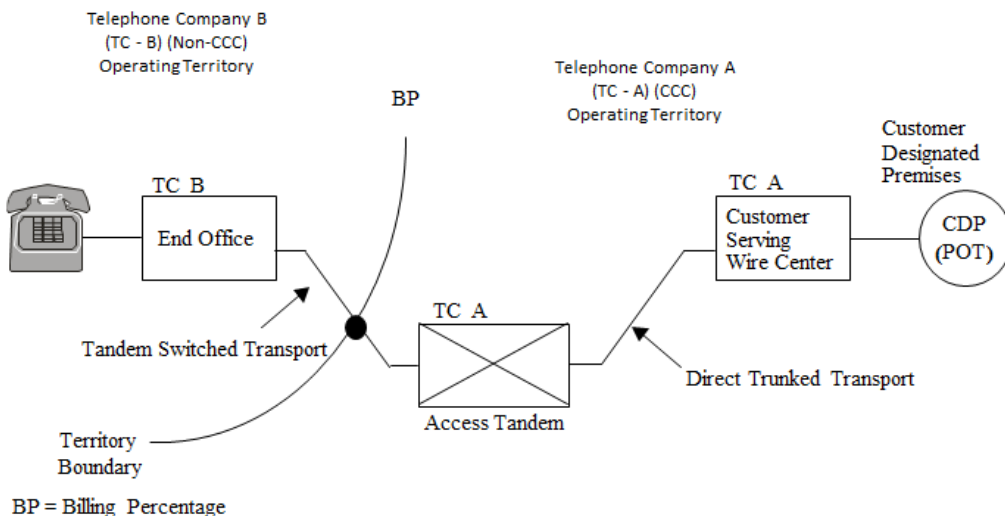 Telephone Company B
(TC - B) (Non-CCC)
Operating Territory
Telephone Company A
(TC - A) (CCC)
Operating Territory
BP
Customer
Designated
Premises
TC B
End Office
TC A
Customer
Serving
Wire Center
CDP
(POT)
TC A
Tandem Switched Transport
Direct Trunked Transport
Access Tandem
Territory
Boundary
BP = Billing Percentage